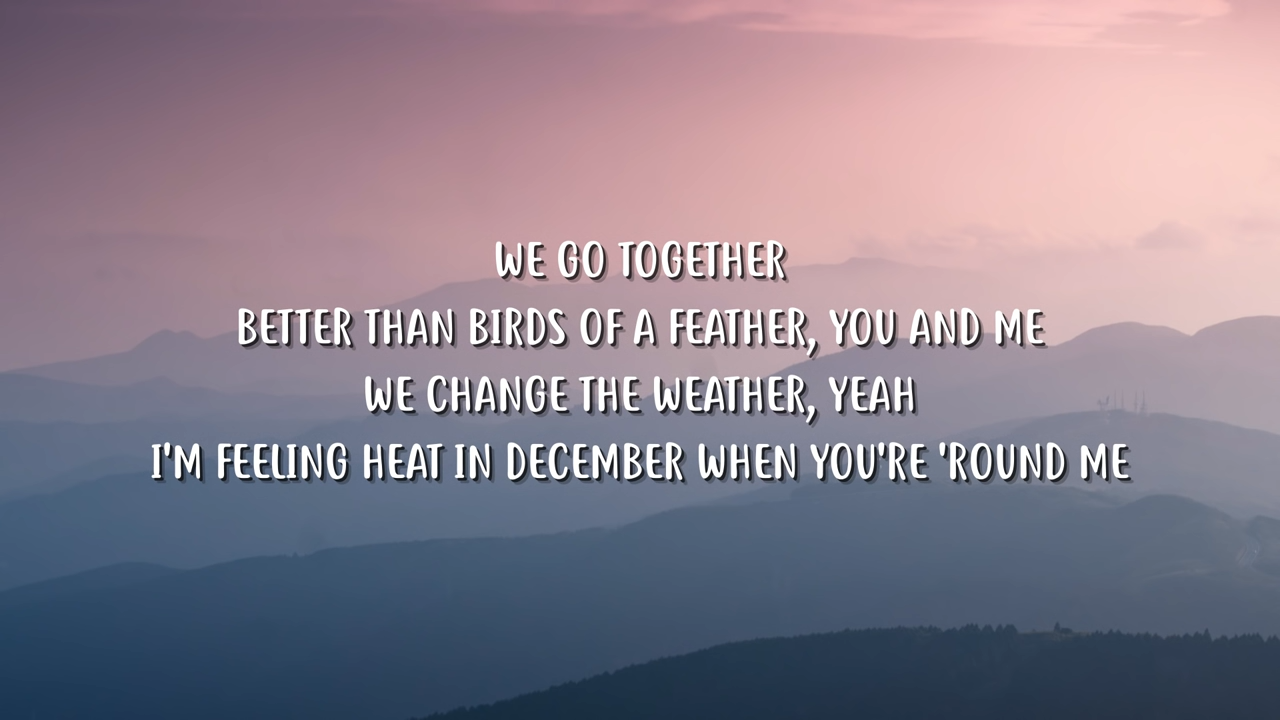 WE GO TOGETHER
BETTER THAN BIRDS OF A FEATHER, YOU AND ME
WE CHANGE THE WEATHER, YEAH
I'M FEELING HEAT IN DECEMBER WHEN YOU'RE 'ROUND ME